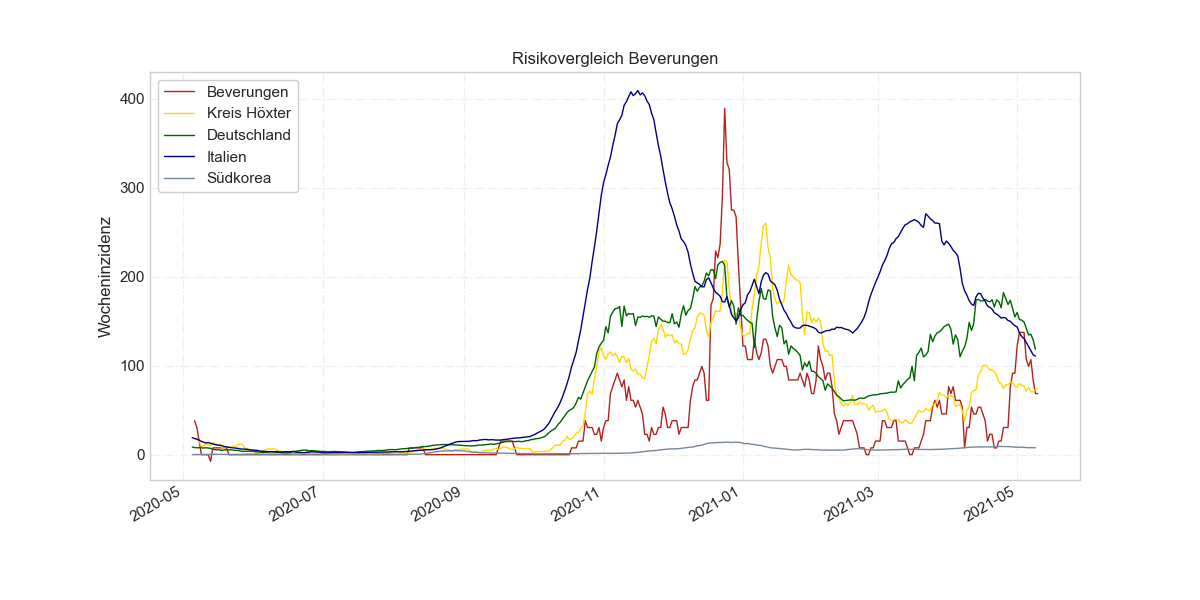 Risikovergleich Beverungen
Beverungen
Kreis Höxter
Deutschland
Italien
Südkorea
Wocheninzidenz
400
300
200
100
0
2020-05
2020-07
2020-09
2020-11
2021-01
2021-03
2021-05